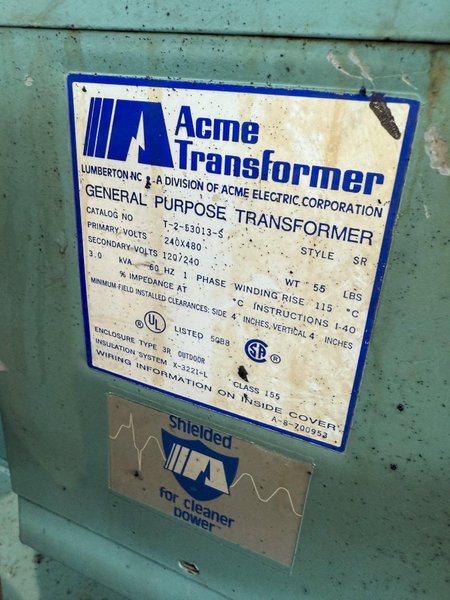 Acme
Transformer
LUMBERTON NC A DIVISION OF ACME ELECTRIC CORPORATION
GENERAL PURPOSE TRANSFORMER
CATALOG NO T-2-53013-S STYLE SR
PRIMARY VOLTS 240X480
SECONDARY VOLTS 120/240 WT 55 LBS
3.0 kVA 60 HZ 1 PHASE WINDING RISE 115 °C
% IMPEDANCE AT °C INSTRUCTIONS I-40
MINIMUM FIELD INSTALLED CLEARANCES: SIDE 4 INCHES, VERTICAL 4 INCHES
® UL LISTED 50B8 SA ®
ENCLOSURE TYPE 3R OUTDOOR
INSULATION SYSTEM X-3221-L CLASS 155
WIRING INFORMATION ON INSIDE COVER
A-8-700953
Shielded
for cleaner
power™